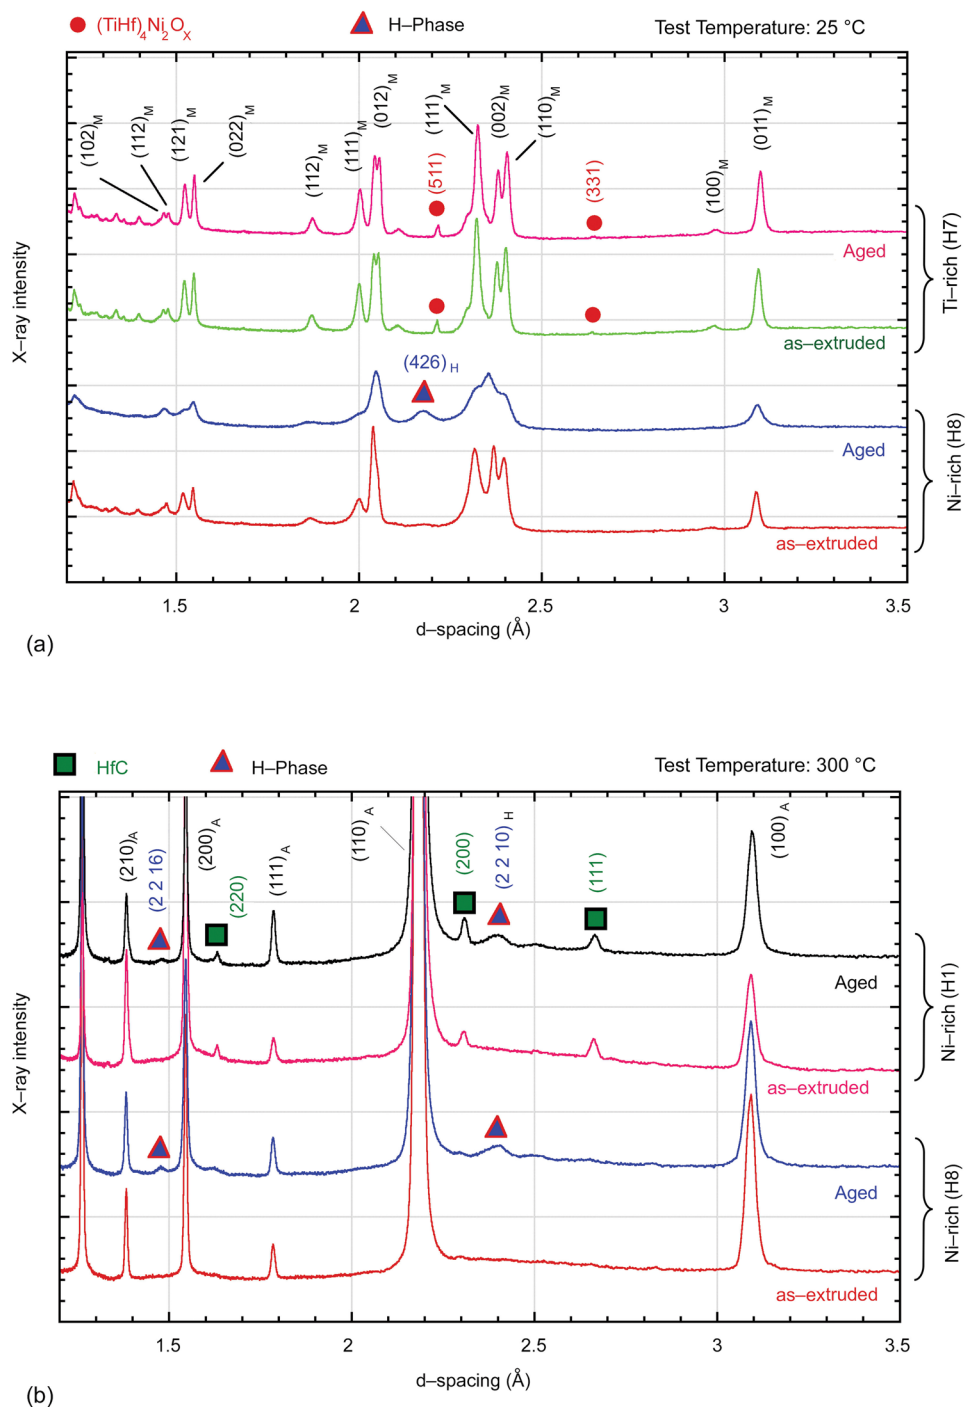 (TiHf)4Ni2OX H–Phase Test Temperature: 25 °C
(102)M
(112)M
(121)M
(022)M
(112)M
(111)M
(012)M
(511)
(111)M
(002)M
(110)M
(331)
(100)M
(011)M
Aged
as–extruded
(426)H
Aged
as–extruded
X–ray intensity
Ti–rich (H7)
Ni–rich (H8)
1.5 2 2.5 3 3.5
d–spacing (Å)
(a)
HfC H–Phase Test Temperature: 300 °C
(210)A
(2 2 16)
(200)A
(220)
(111)A
(110)A
(200)
(2 2 10)H
(111)
(100)A
Aged
as–extruded
Aged
as–extruded
X–ray intensity
Ni–rich (H1)
Ni–rich (H8)
1.5 2 2.5 3 3.5
d–spacing (Å)
(b)